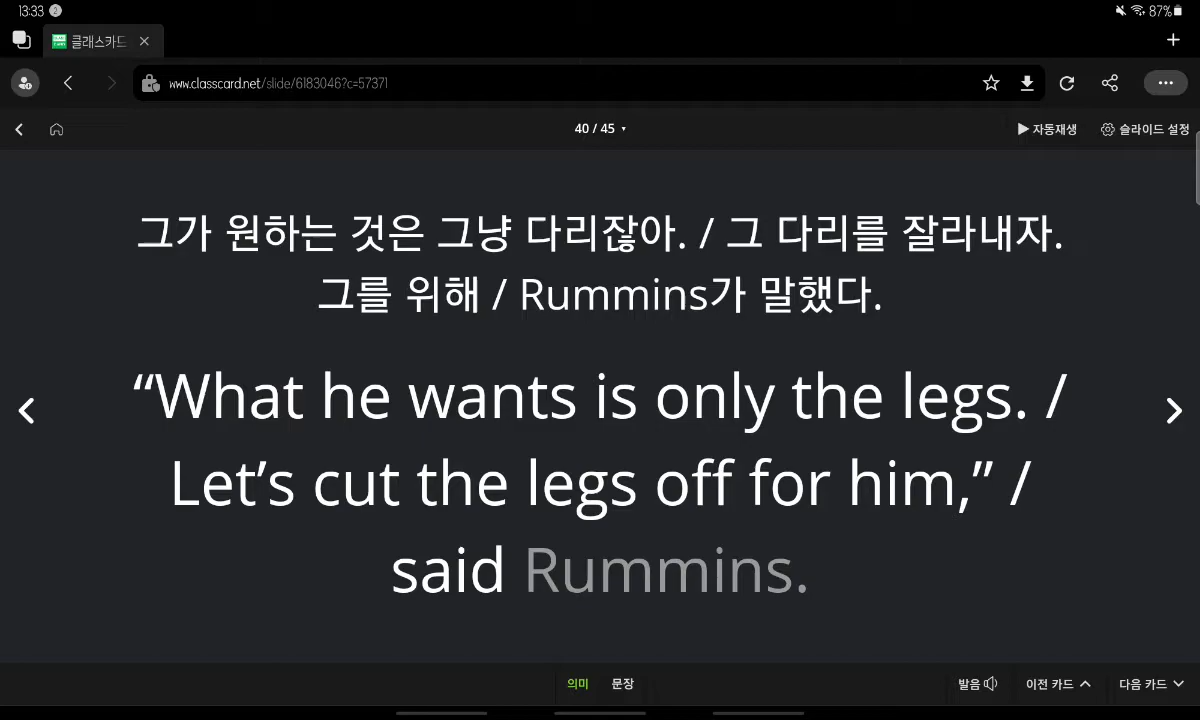 13:33 2 87%
클래스카드
www.classcard.net/slide/6183046?c=57371
40 / 45 자동재생 슬라이드 설정
그가 원하는 것은 그냥 다리잖아. / 그 다리를 잘라내자.
그를 위해 / Rummins가 말했다.
“What he wants is only the legs. /
Let’s cut the legs off for him,” /
said Rummins.
의미 문장 발음 이전 카드 다음 카드